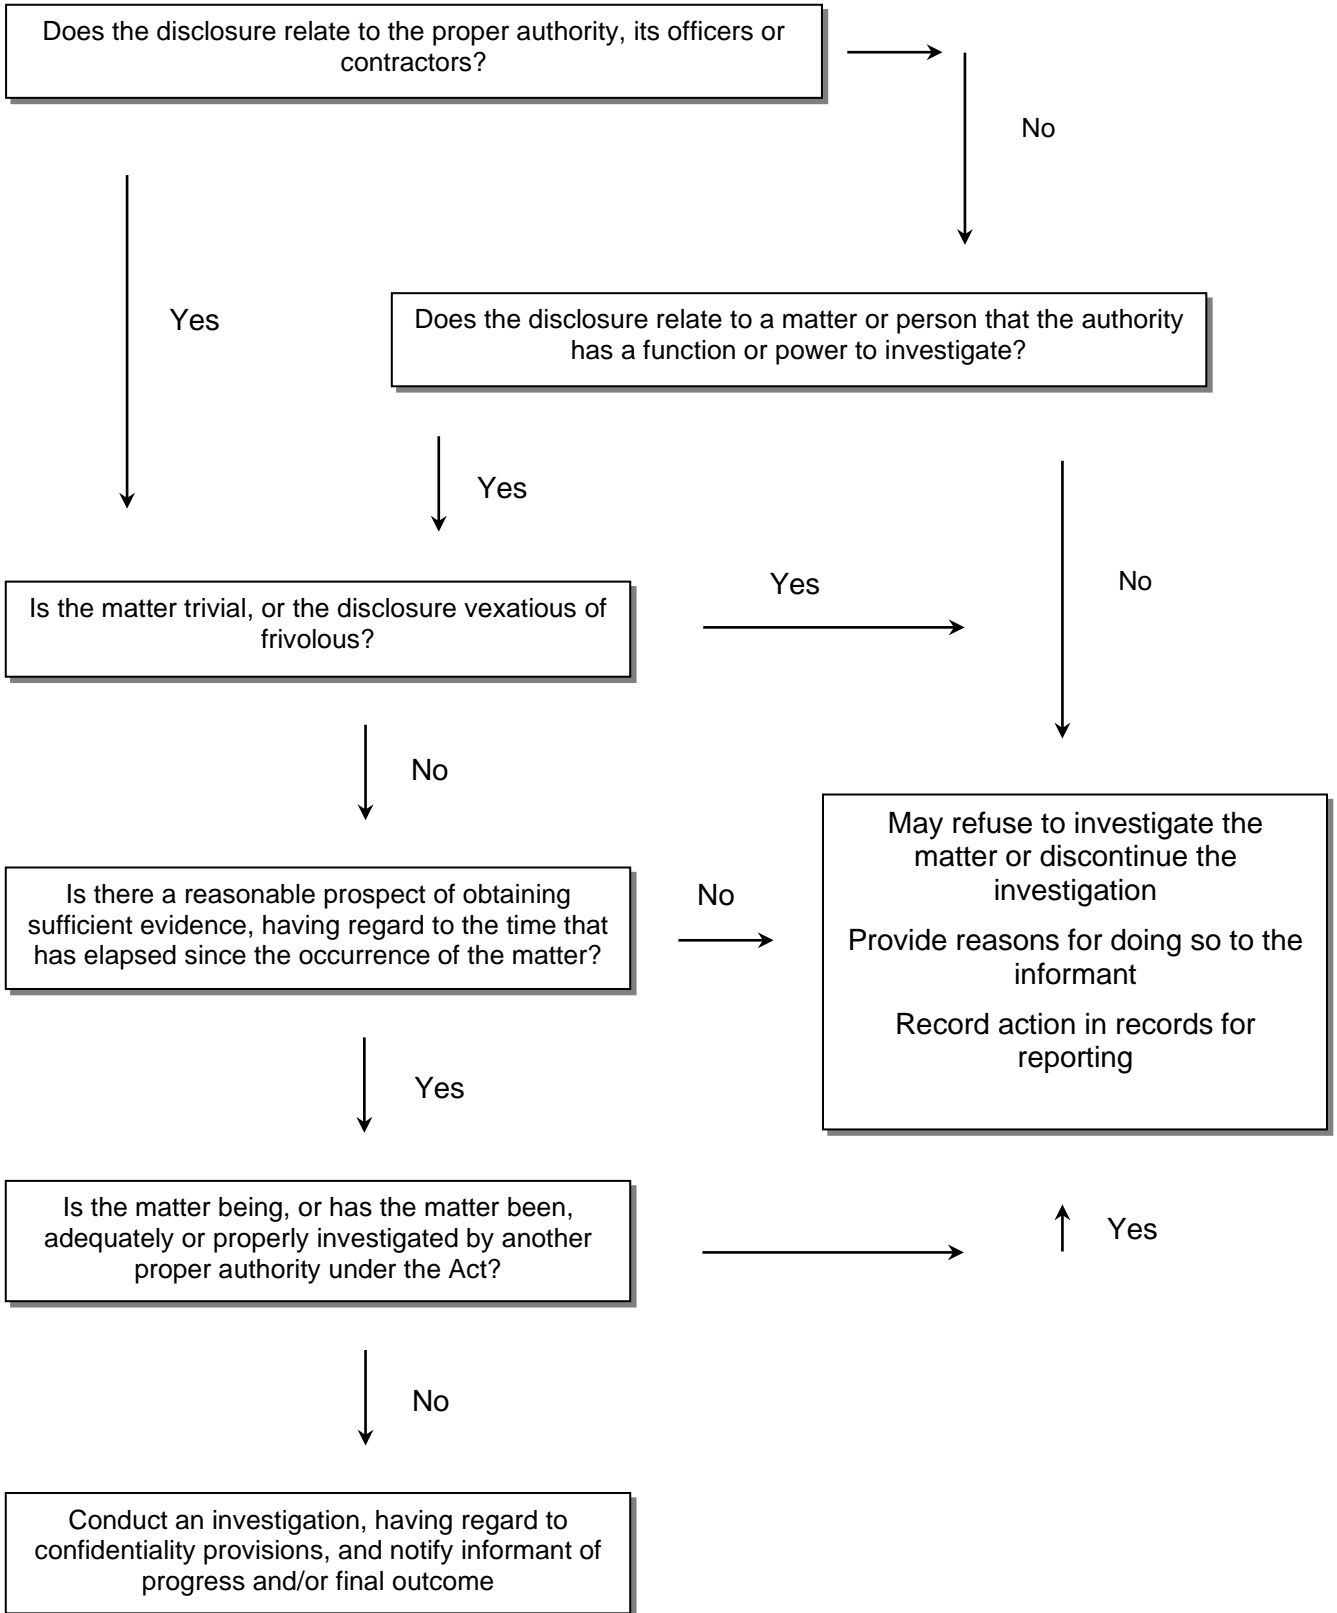 Does the disclosure relate to the proper authority, its officers or
contractors?
No
Yes
Does the disclosure relate to a matter or person that the authority
has a function or power to investigate?
Yes
Is the matter trivial, or the disclosure vexatious of
frivolous?
Yes
No
No
May refuse to investigate the
matter or discontinue the
investigation
Provide reasons for doing so to the
informant
Record action in records for
reporting
Is there a reasonable prospect of obtaining
sufficient evidence, having regard to the time that
has elapsed since the occurrence of the matter?
No
Yes
Is the matter being, or has the matter been,
adequately or properly investigated by another
proper authority under the Act?
Yes
No
Conduct an investigation, having regard to
confidentiality provisions, and notify informant of
progress and/or final outcome